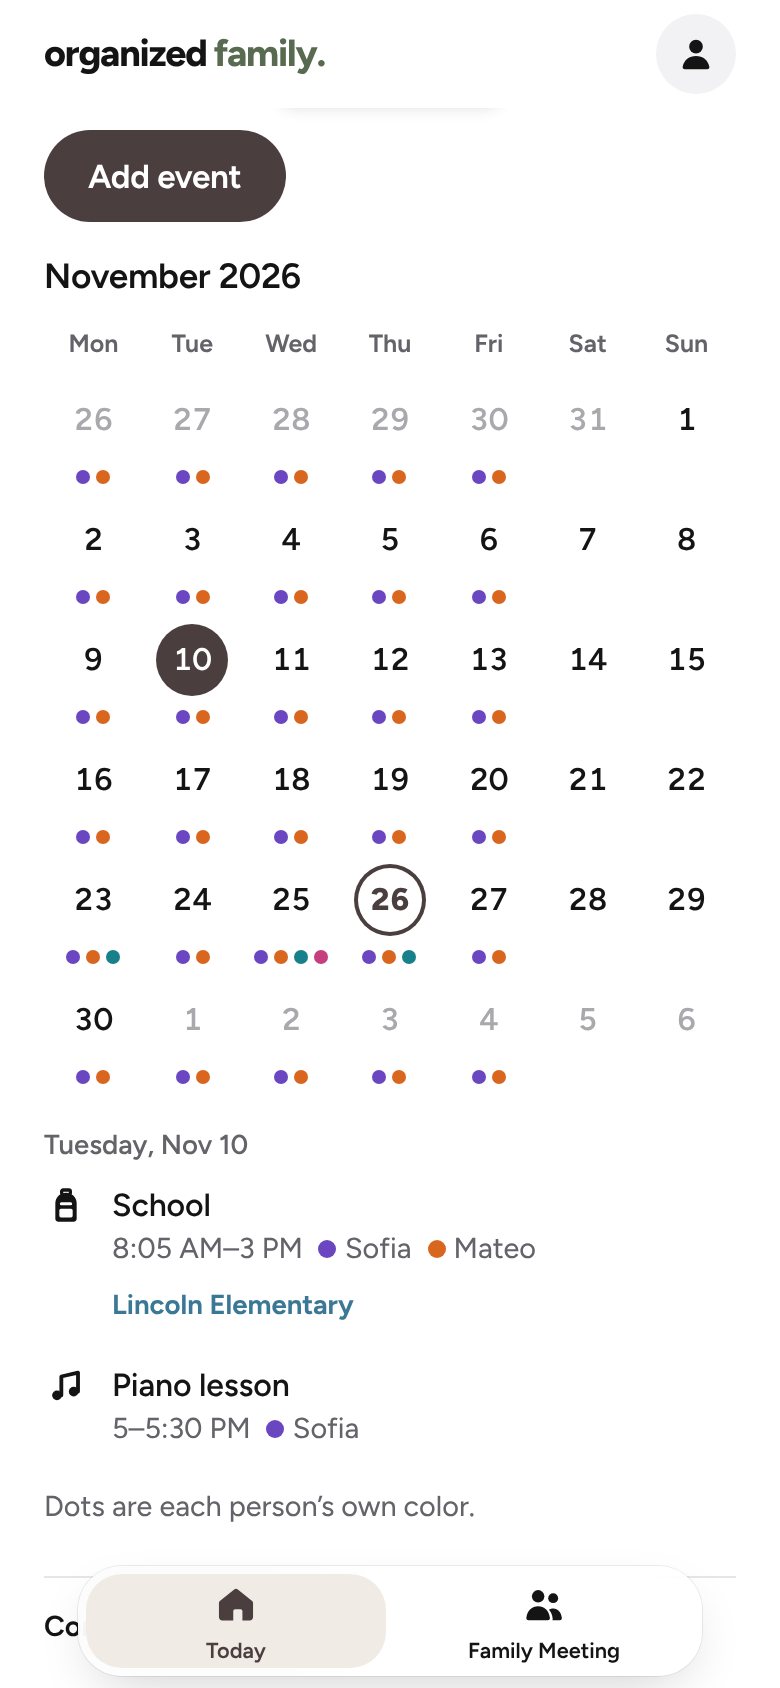 organized family.
Add event
November 2026
Mon Tue Wed Thu Fri Sat Sun
26 27 28 29 30 31 1
2 3 4 5 6 7 8
9 10 11 12 13 14 15
16 17 18 19 20 21 22
23 24 25 26 27 28 29
30 1 2 3 4 5 6
Tuesday, Nov 10
School
8:05 AM–3 PM Sofia Mateo
Lincoln Elementary
Piano lesson
5–5:30 PM Sofia
Dots are each person’s own color.
Today Family Meeting